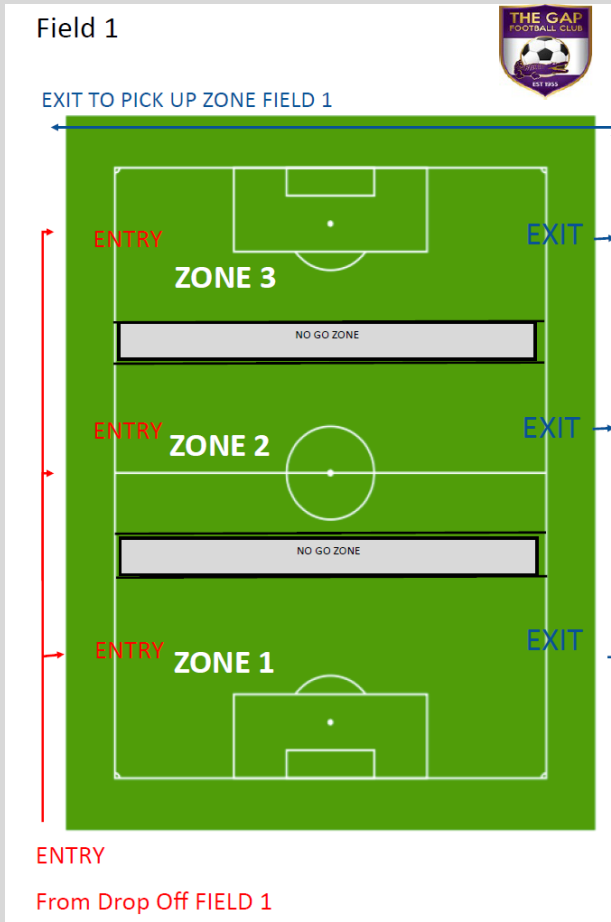 Field 1
THE GAP
FOOTBALL CLUB
EST 1955
EXIT TO PICK UP ZONE FIELD 1
ENTRY
EXIT
ZONE 3
NO GO ZONE
ENTRY
EXIT
ZONE 2
NO GO ZONE
ENTRY
EXIT
ZONE 1
ENTRY
From Drop Off FIELD 1